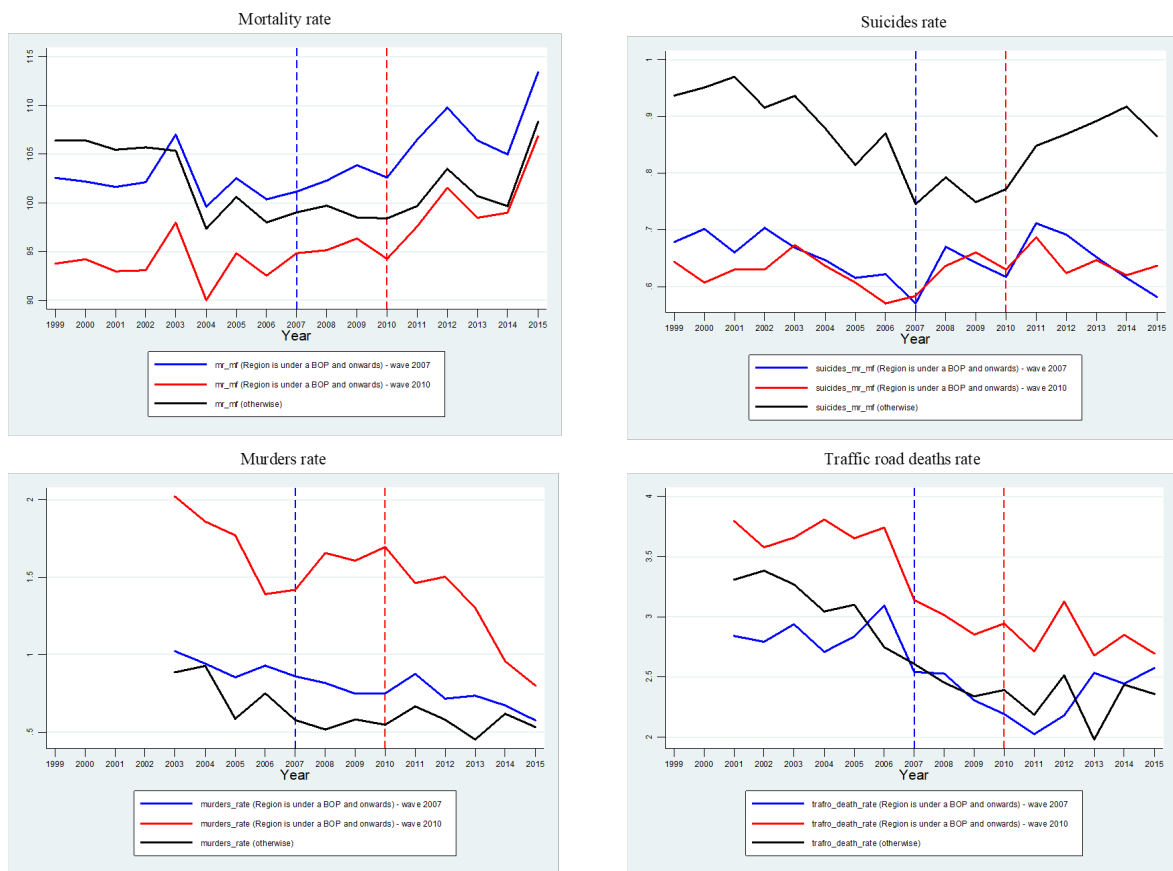 Mortality rate
115
110
105
100
95
90
1999 2000 2001 2002 2003 2004 2005 2006 2007 2008 2009 2010 2011 2012 2013 2014 2015
Year
mr_mf (Region is under a BOP and onwards) - wave 2007
mr_mf (Region is under a BOP and onwards) - wave 2010
mr_mf (otherwise)
Suicides rate
1
.9
.8
.7
.6
1999 2000 2001 2002 2003 2004 2005 2006 2007 2008 2009 2010 2011 2012 2013 2014 2015
Year
suicides_mr_mf (Region is under a BOP and onwards) - wave 2007
suicides_mr_mf (Region is under a BOP and onwards) - wave 2010
suicides_mr_mf (otherwise)
Murders rate
2
1.5
1
.5
1999 2000 2001 2002 2003 2004 2005 2006 2007 2008 2009 2010 2011 2012 2013 2014 2015
Year
murders_rate (Region is under a BOP and onwards) - wave 2007
murders_rate (Region is under a BOP and onwards) - wave 2010
murders_rate (otherwise)
Traffic road deaths rate
4
3.5
3
2.5
2
1999 2000 2001 2002 2003 2004 2005 2006 2007 2008 2009 2010 2011 2012 2013 2014 2015
Year
trafro_death_rate (Region is under a BOP and onwards) - wave 2007
trafro_death_rate (Region is under a BOP and onwards) - wave 2010
trafro_death_rate (otherwise)